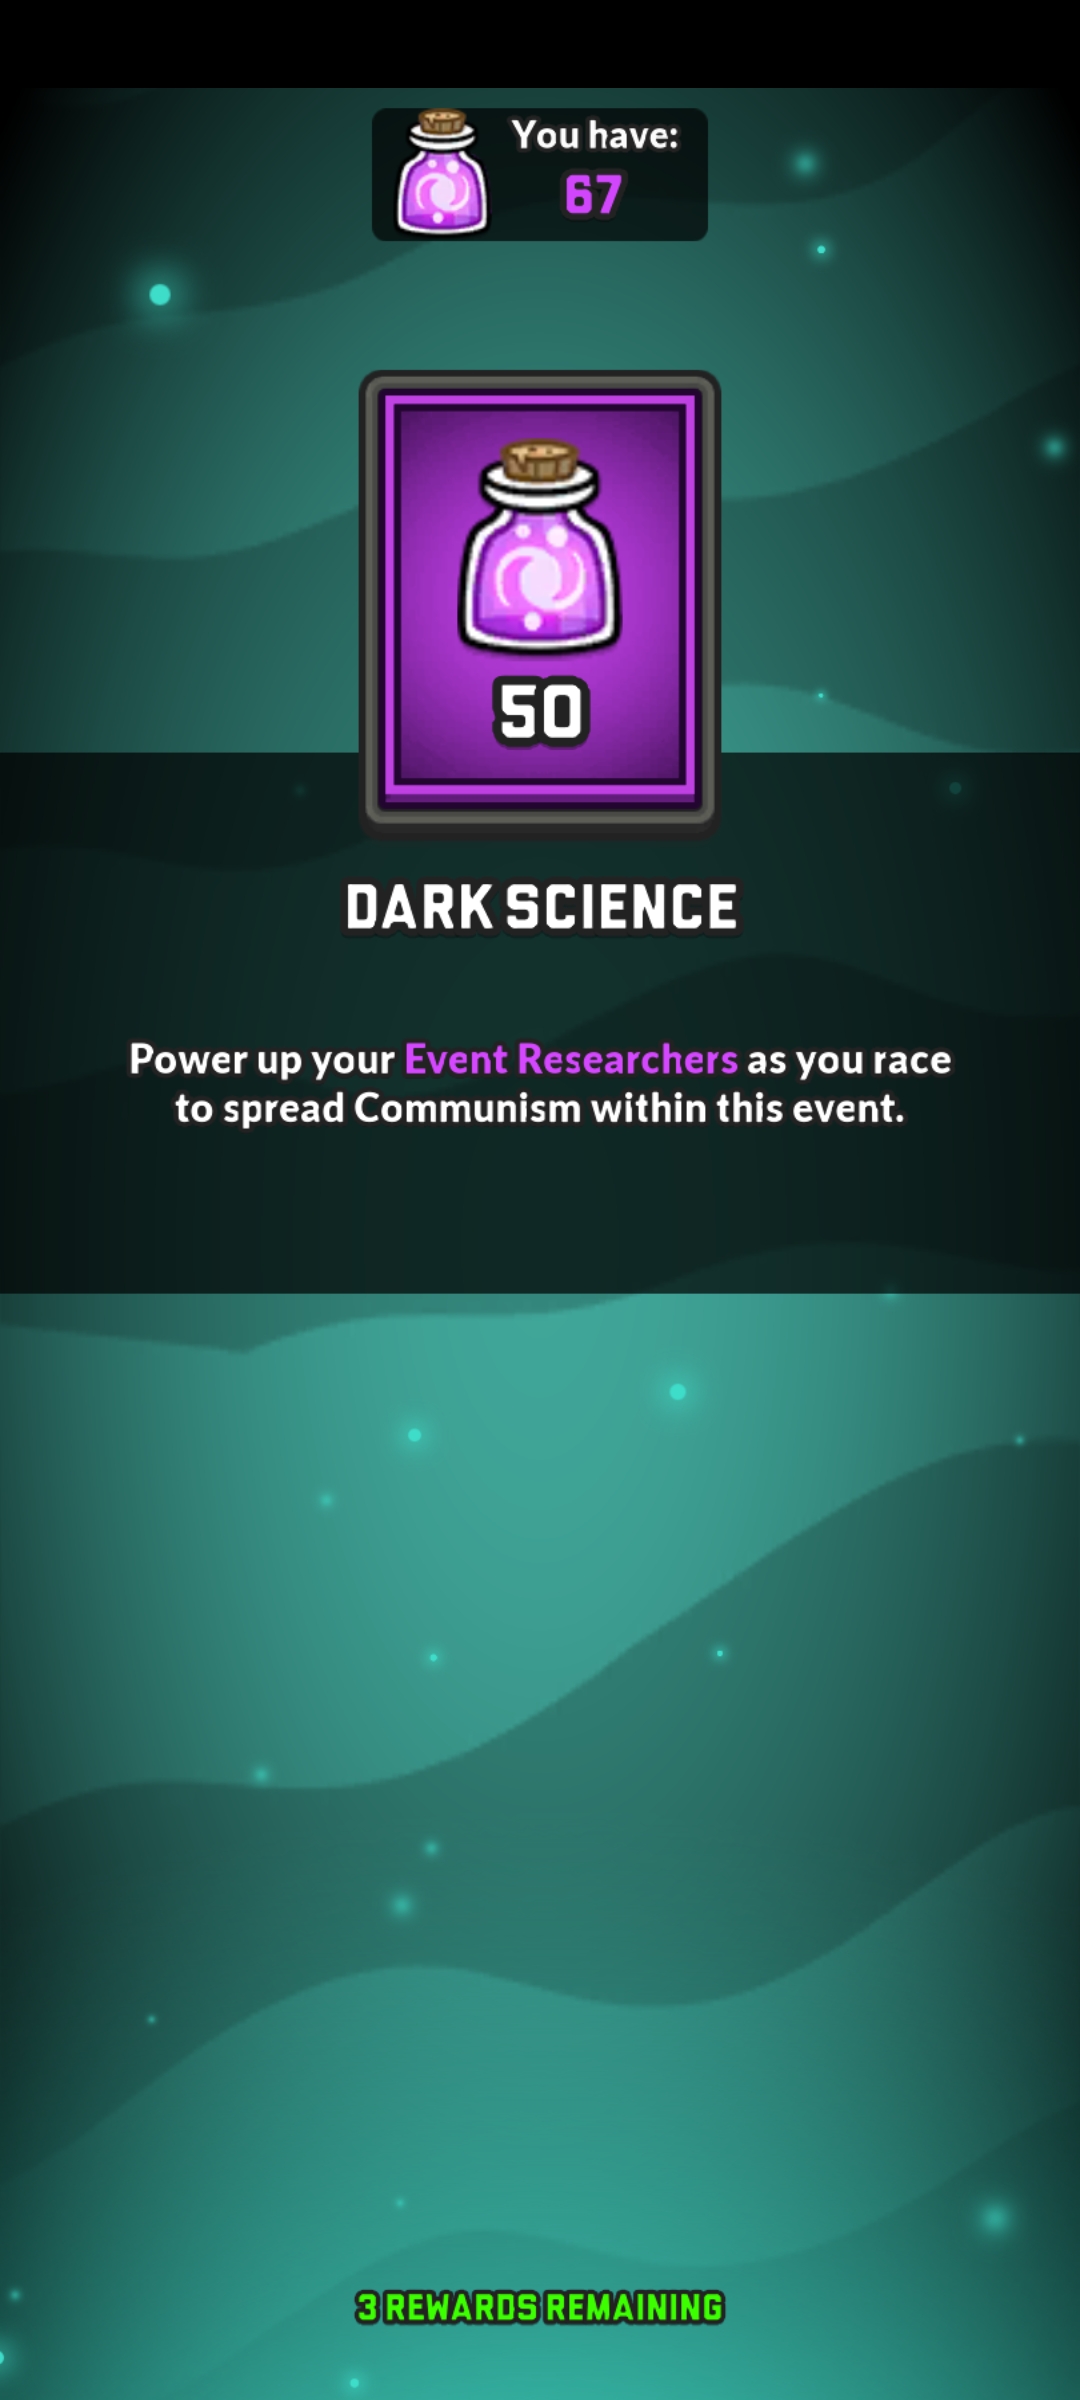 You have:
67
50
DARK SCIENCE
Power up your Event Researchers as you race
to spread Communism within this event.
3 REWARDS REMAINING